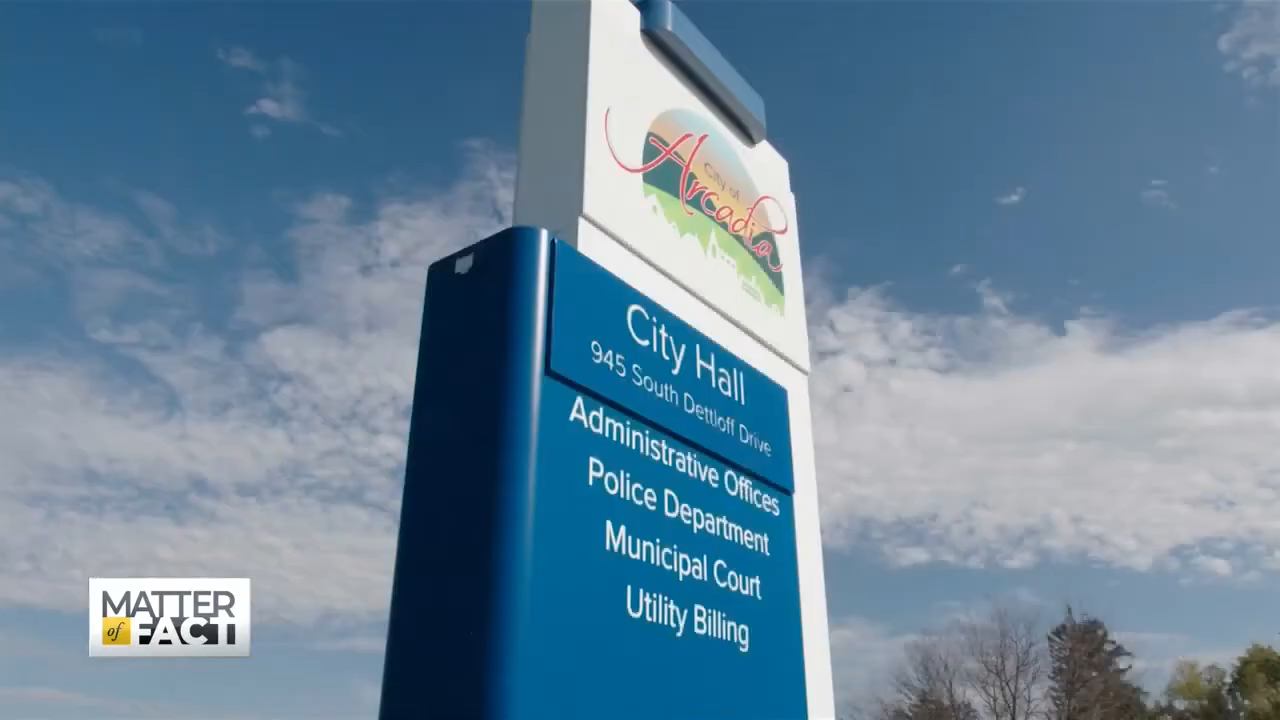 City of
Arcadia
City Hall
945 South Dettloff Drive
Administrative Offices
Police Department
Municipal Court
Utility Billing
MATTER
of FACT